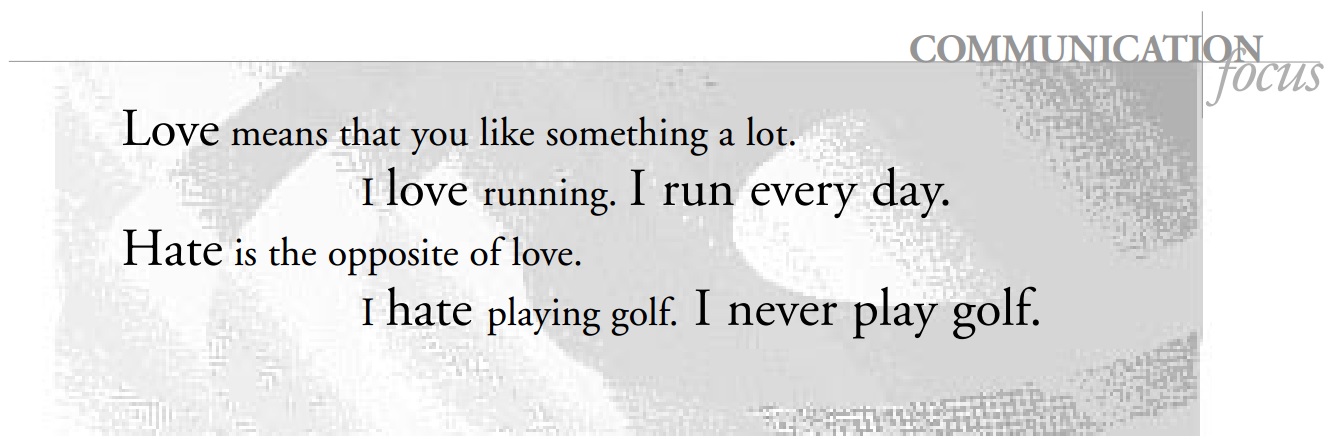 COMMUNICATION
focus
Love means that you like something a lot.
I love running. I run every day.
Hate is the opposite of love.
I hate playing golf. I never play golf.